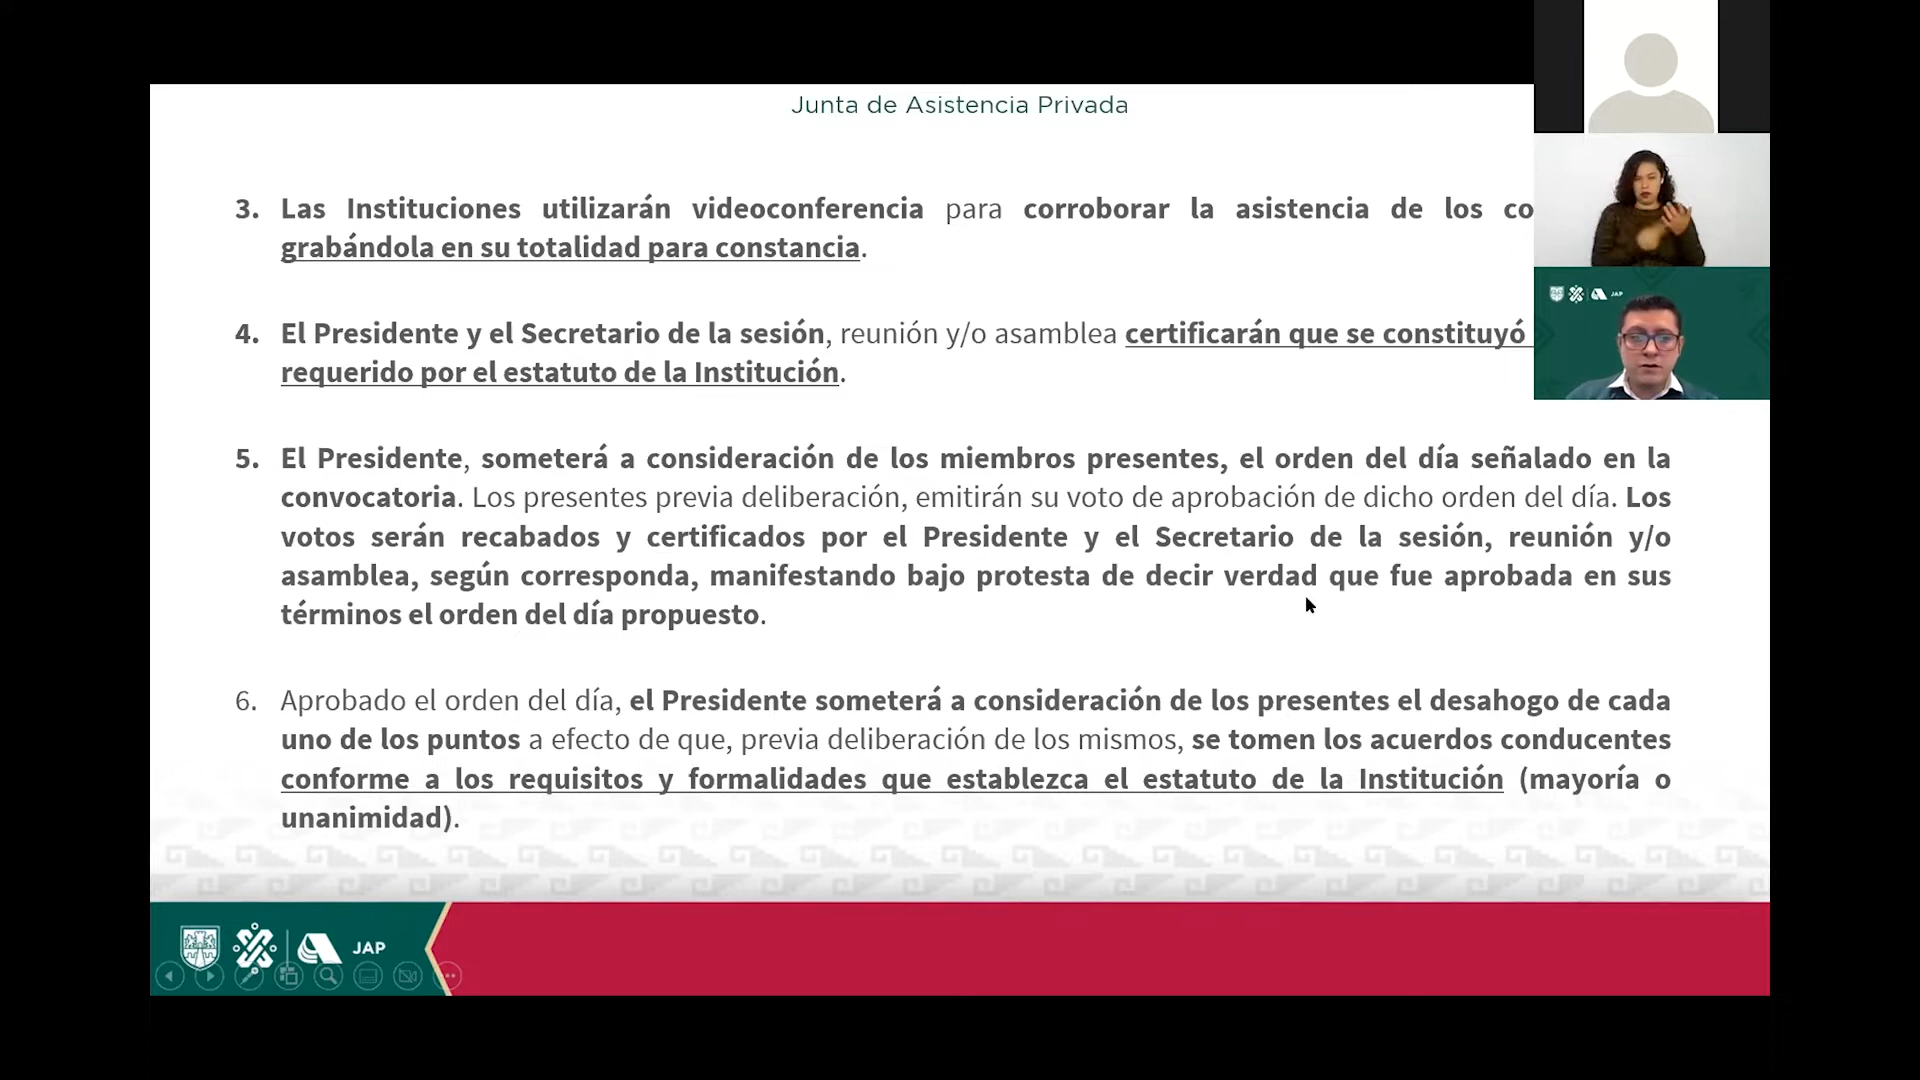 Junta de Asistencia Privada
3. Las Instituciones utilizarán videoconferencia para corroborar la asistencia de los
grabándola en su totalidad para constancia.
4. El Presidente y el Secretario de la sesión, reunión y/o asamblea certificarán que se constituyó
requerido por el estatuto de la Institución.
5. El Presidente, someterá a consideración de los miembros presentes, el orden del día señalado en la
convocatoria. Los presentes previa deliberación, emitirán su voto de aprobación de dicho orden del día. Los
votos serán recabados y certificados por el Presidente y el Secretario de la sesión, reunión y/o
asamblea, según corresponda, manifestando bajo protesta de decir verdad que fue aprobada en sus
términos el orden del día propuesto.
6. Aprobado el orden del día, el Presidente someterá a consideración de los presentes el desahogo de cada
uno de los puntos a efecto de que, previa deliberación de los mismos, se tomen los acuerdos conducentes
conforme a los requisitos y formalidades que establezca el estatuto de la Institución (mayoría o
unanimidad).
JAP
JAP